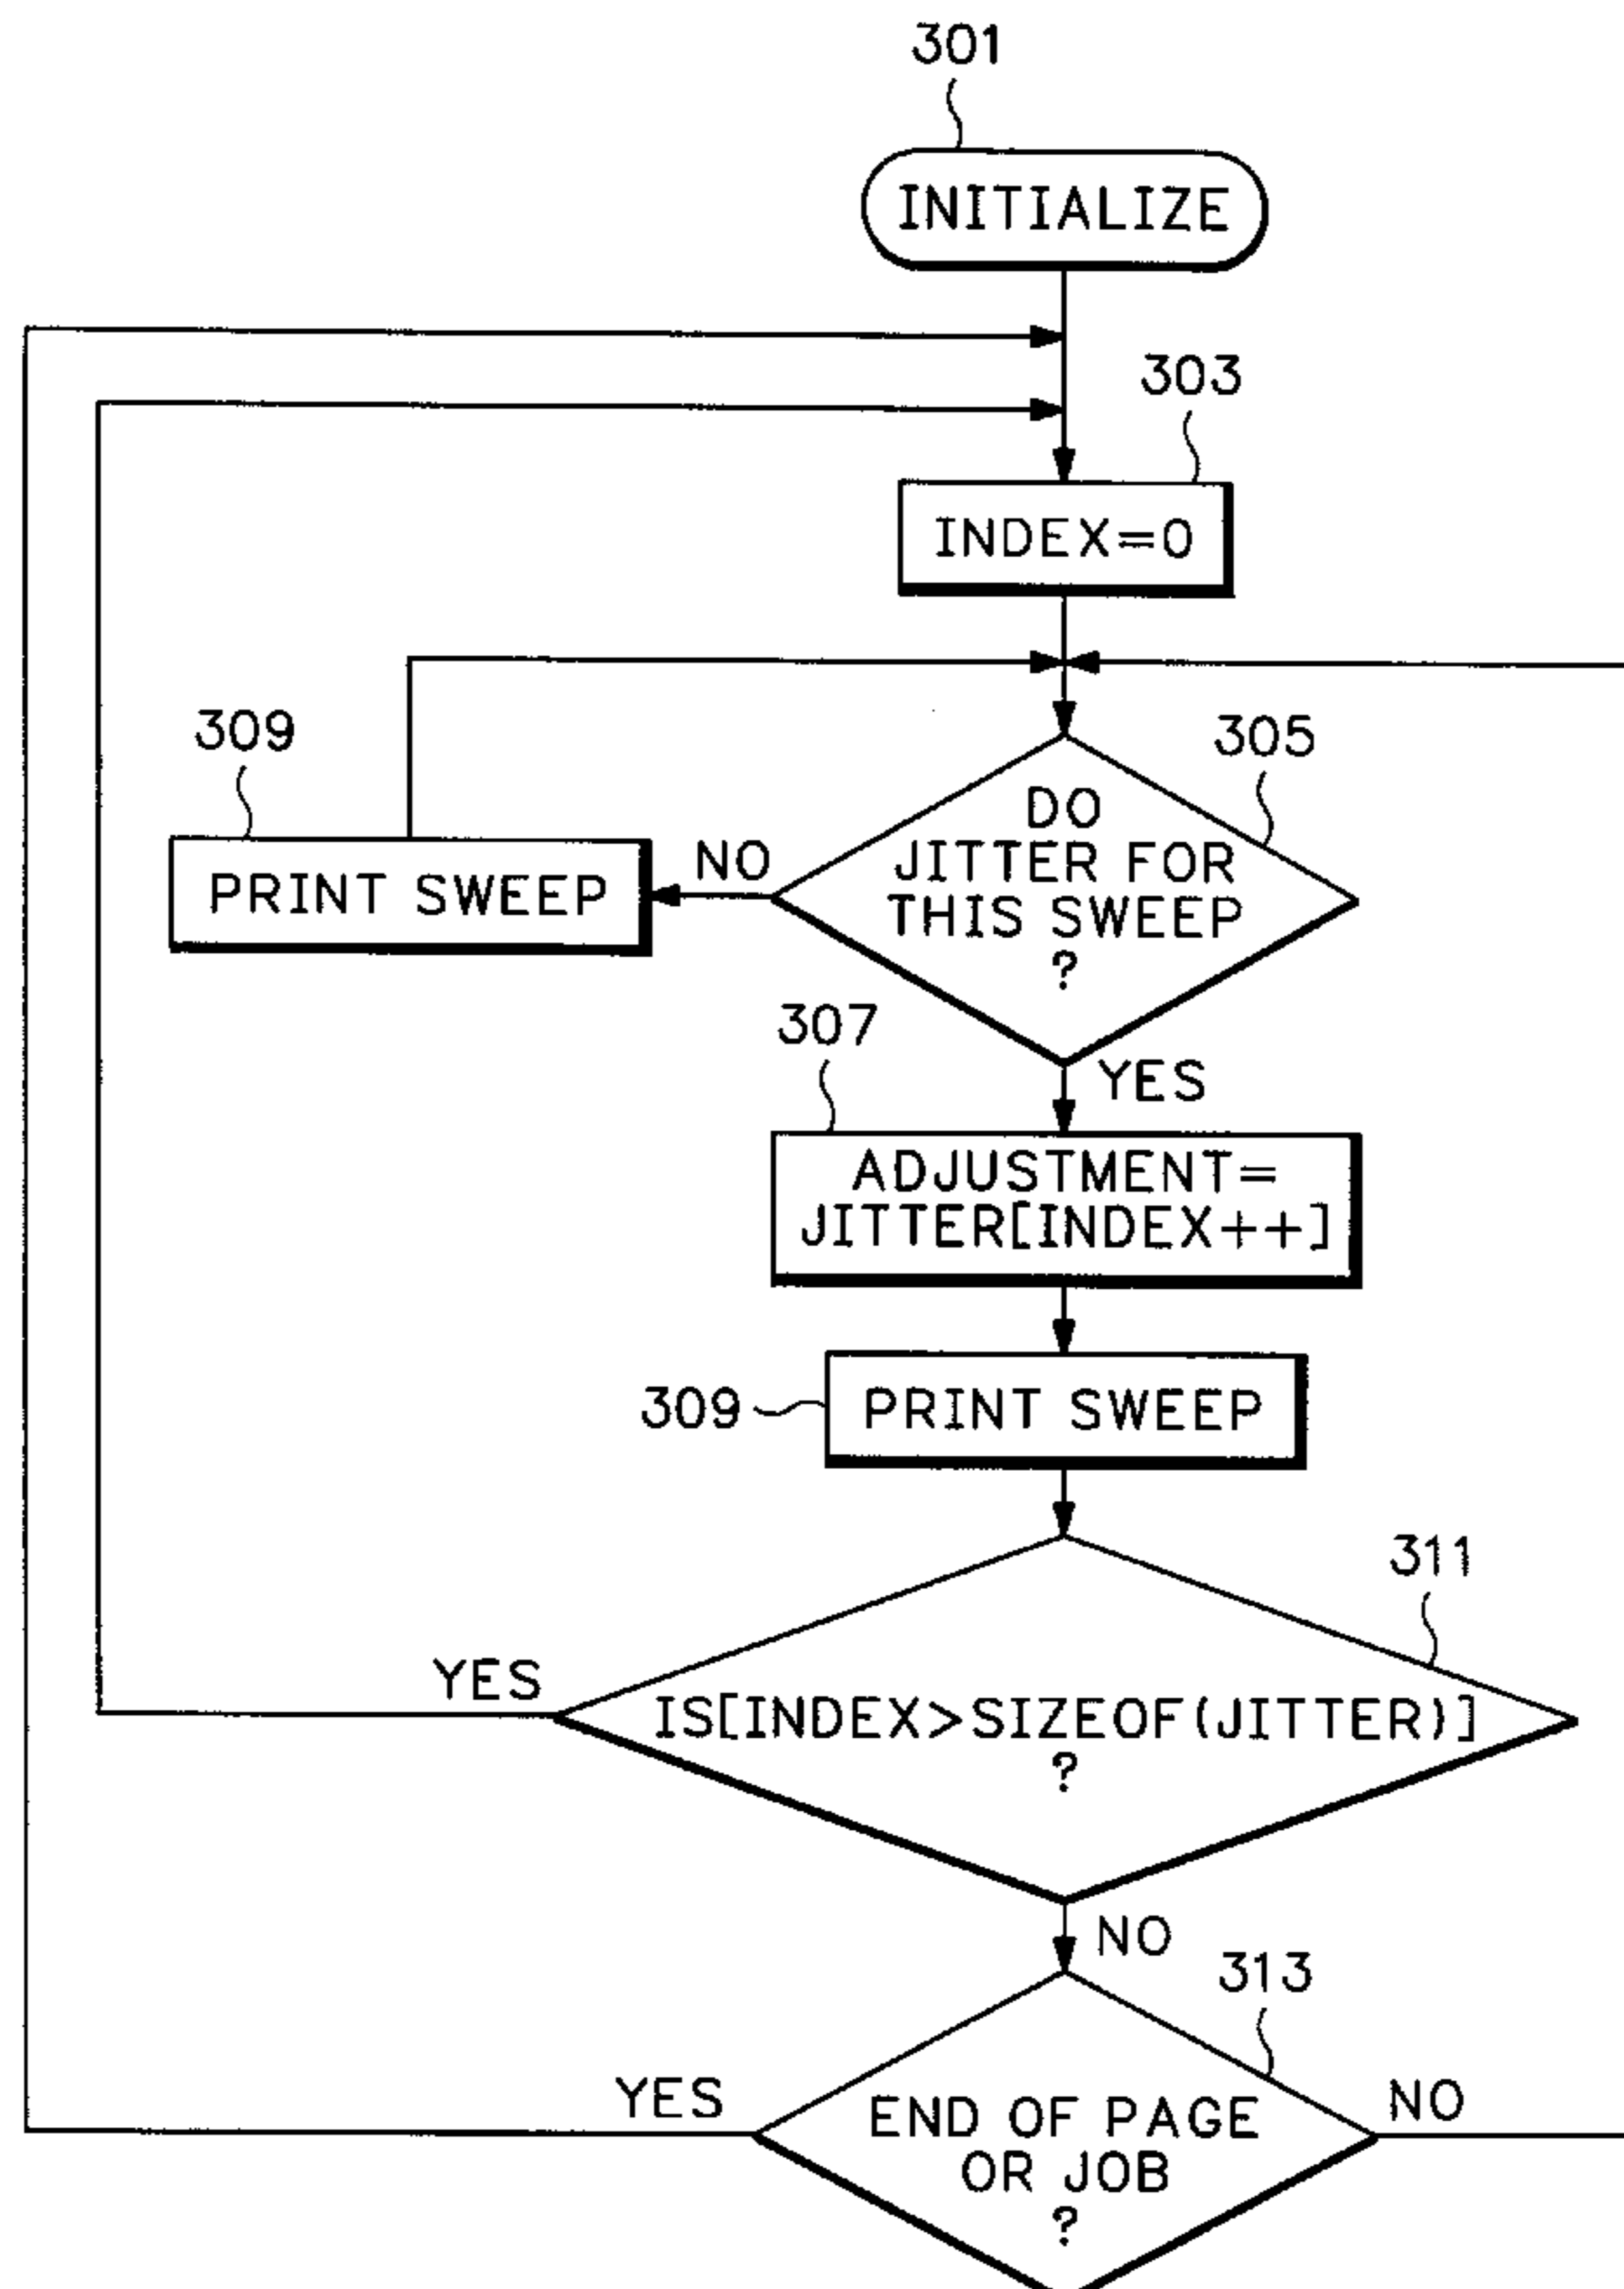 301
INITIALIZE
303
INDEX=0
309
305
DO
JITTER FOR
THIS SWEEP
?
NO
PRINT SWEEP
307
YES
ADJUSTMENT=
JITTER[INDEX++]
309
PRINT SWEEP
311
YES
IS[INDEX>SIZEOF(JITTER)]
?
NO
313
YES
END OF PAGE
OR JOB
?
NO